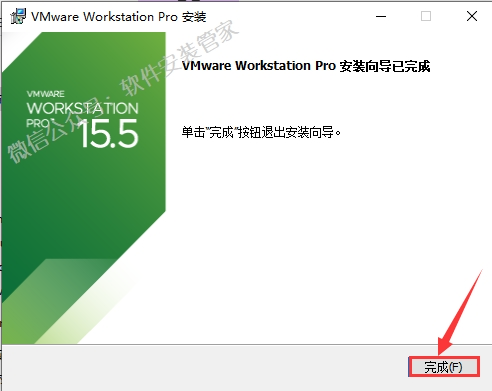 VMware Workstation Pro 安装
VMware Workstation Pro 安装向导已完成
VMWARE
WORKSTATION
PRO™
15.5
单击“完成”按钮退出安装向导。
微信公众号：软件安装管家
完成(F)